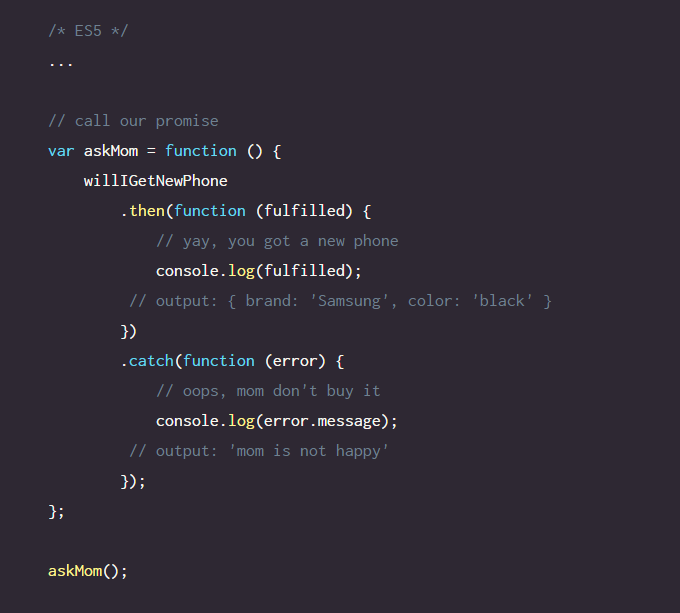 /* ES5 */
...
// call our promise
var askMom = function () {
willIGetNewPhone
.then(function (fulfilled) {
// yay, you got a new phone
console.log(fulfilled);
// output: { brand: 'Samsung', color: 'black' }
})
.catch(function (error) {
// oops, mom don't buy it
console.log(error.message);
// output: 'mom is not happy'
});
};
askMom();